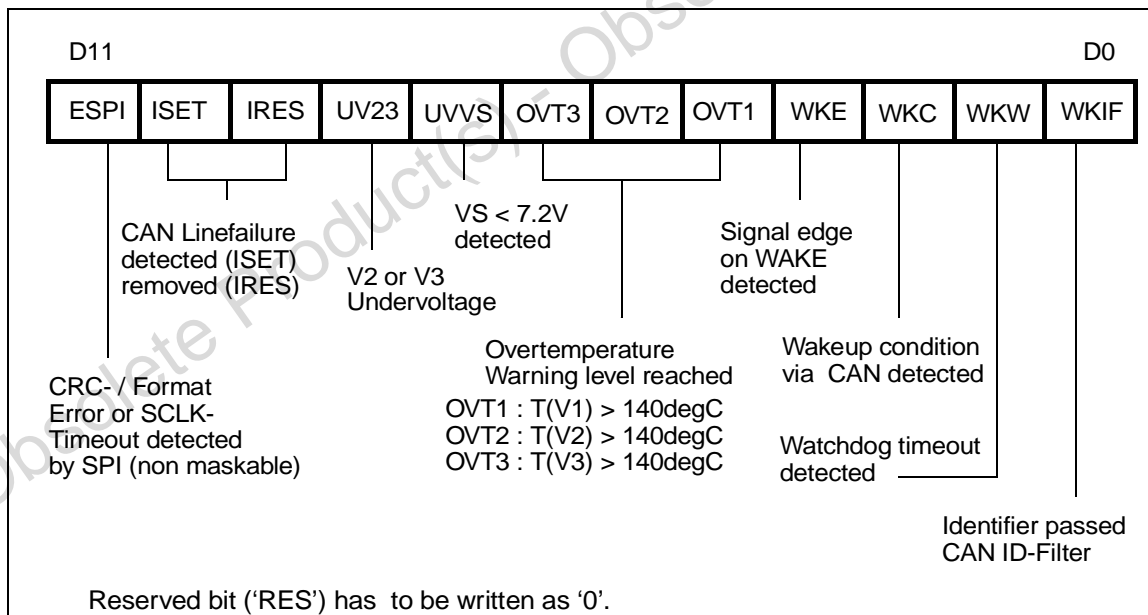 D11 D0
ESPI ISET IRES UV23 UVVS OVT3 OVT2 OVT1 WKE WKC WKW WKIF
CAN Linefailure
detected (ISET)
removed (IRES)
V2 or V3
Undervoltage
VS < 7.2V
detected
Signal edge
on WAKE
detected
CRC- / Format
Error or SCLK-
Timeout detected
by SPI (non maskable)
Overtemperature
Warning level reached
OVT1 : T(V1) > 140degC
OVT2 : T(V2) > 140degC
OVT3 : T(V3) > 140degC
Wakeup condition
via CAN detected
Watchdog timeout
detected
Identifier passed
CAN ID-Filter
Reserved bit (‘RES’) has to be written as ‘0’.
Obsolete Product(s) - Obso